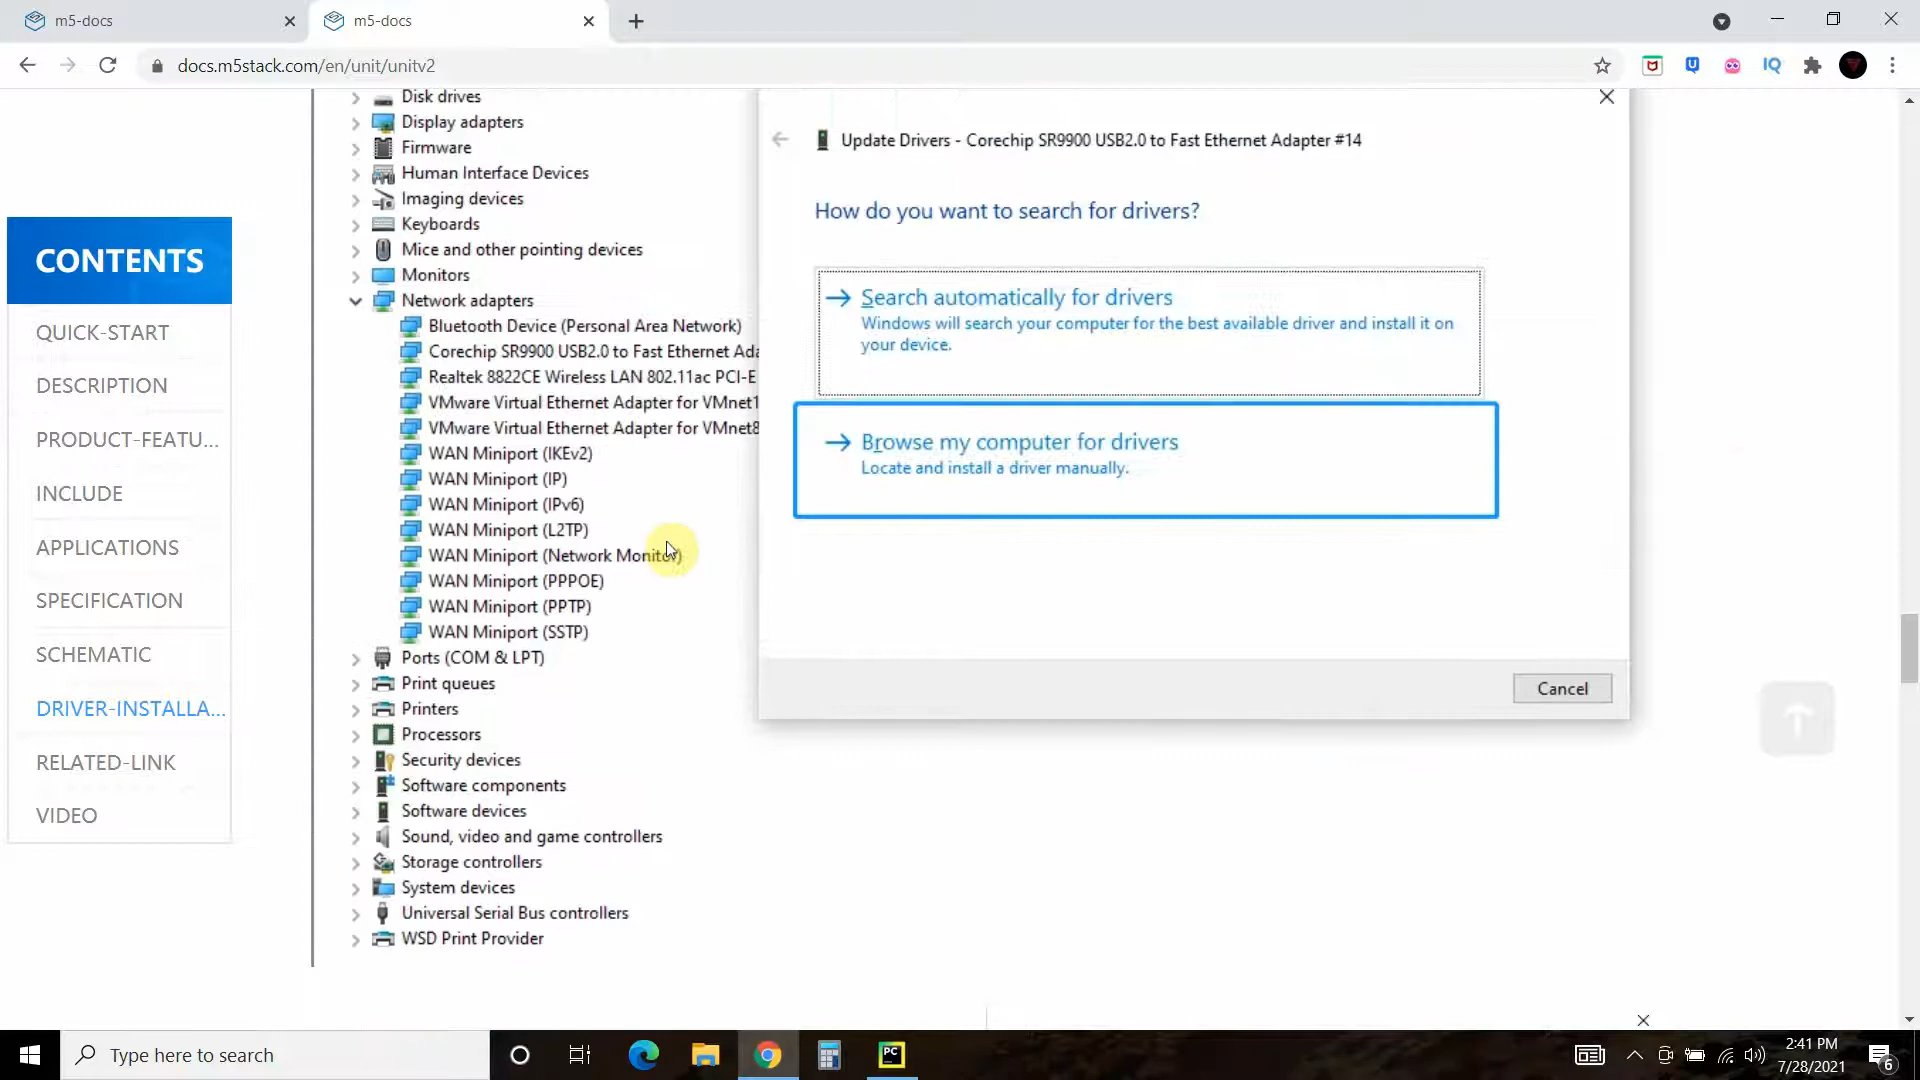 m5-docs
m5-docs
docs.m5stack.com/en/unit/unitv2
IQ
CONTENTS
QUICK-START
DESCRIPTION
PRODUCT-FEATU...
INCLUDE
APPLICATIONS
SPECIFICATION
SCHEMATIC
DRIVER-INSTALLA...
RELATED-LINK
VIDEO
Disk drives
Display adapters
Firmware
Human Interface Devices
Imaging devices
Keyboards
Mice and other pointing devices
Monitors
Network adapters
Bluetooth Device (Personal Area Network)
Corechip SR9900 USB2.0 to Fast Ethernet Ada
Realtek 8822CE Wireless LAN 802.11ac PCI-E
VMware Virtual Ethernet Adapter for VMnet1
VMware Virtual Ethernet Adapter for VMnet8
WAN Miniport (IKEv2)
WAN Miniport (IP)
WAN Miniport (IPv6)
WAN Miniport (L2TP)
WAN Miniport (Network Monitor)
WAN Miniport (PPPOE)
WAN Miniport (PPTP)
WAN Miniport (SSTP)
Ports (COM & LPT)
Print queues
Printers
Processors
Security devices
Software components
Software devices
Sound, video and game controllers
Storage controllers
System devices
Universal Serial Bus controllers
WSD Print Provider
Update Drivers - Corechip SR9900 USB2.0 to Fast Ethernet Adapter #14
How do you want to search for drivers?
Search automatically for drivers
Windows will search your computer for the best available driver and install it on
your device.
Browse my computer for drivers
Locate and install a driver manually.
Cancel
Type here to search
PC
2:41 PM
7/28/2021
6